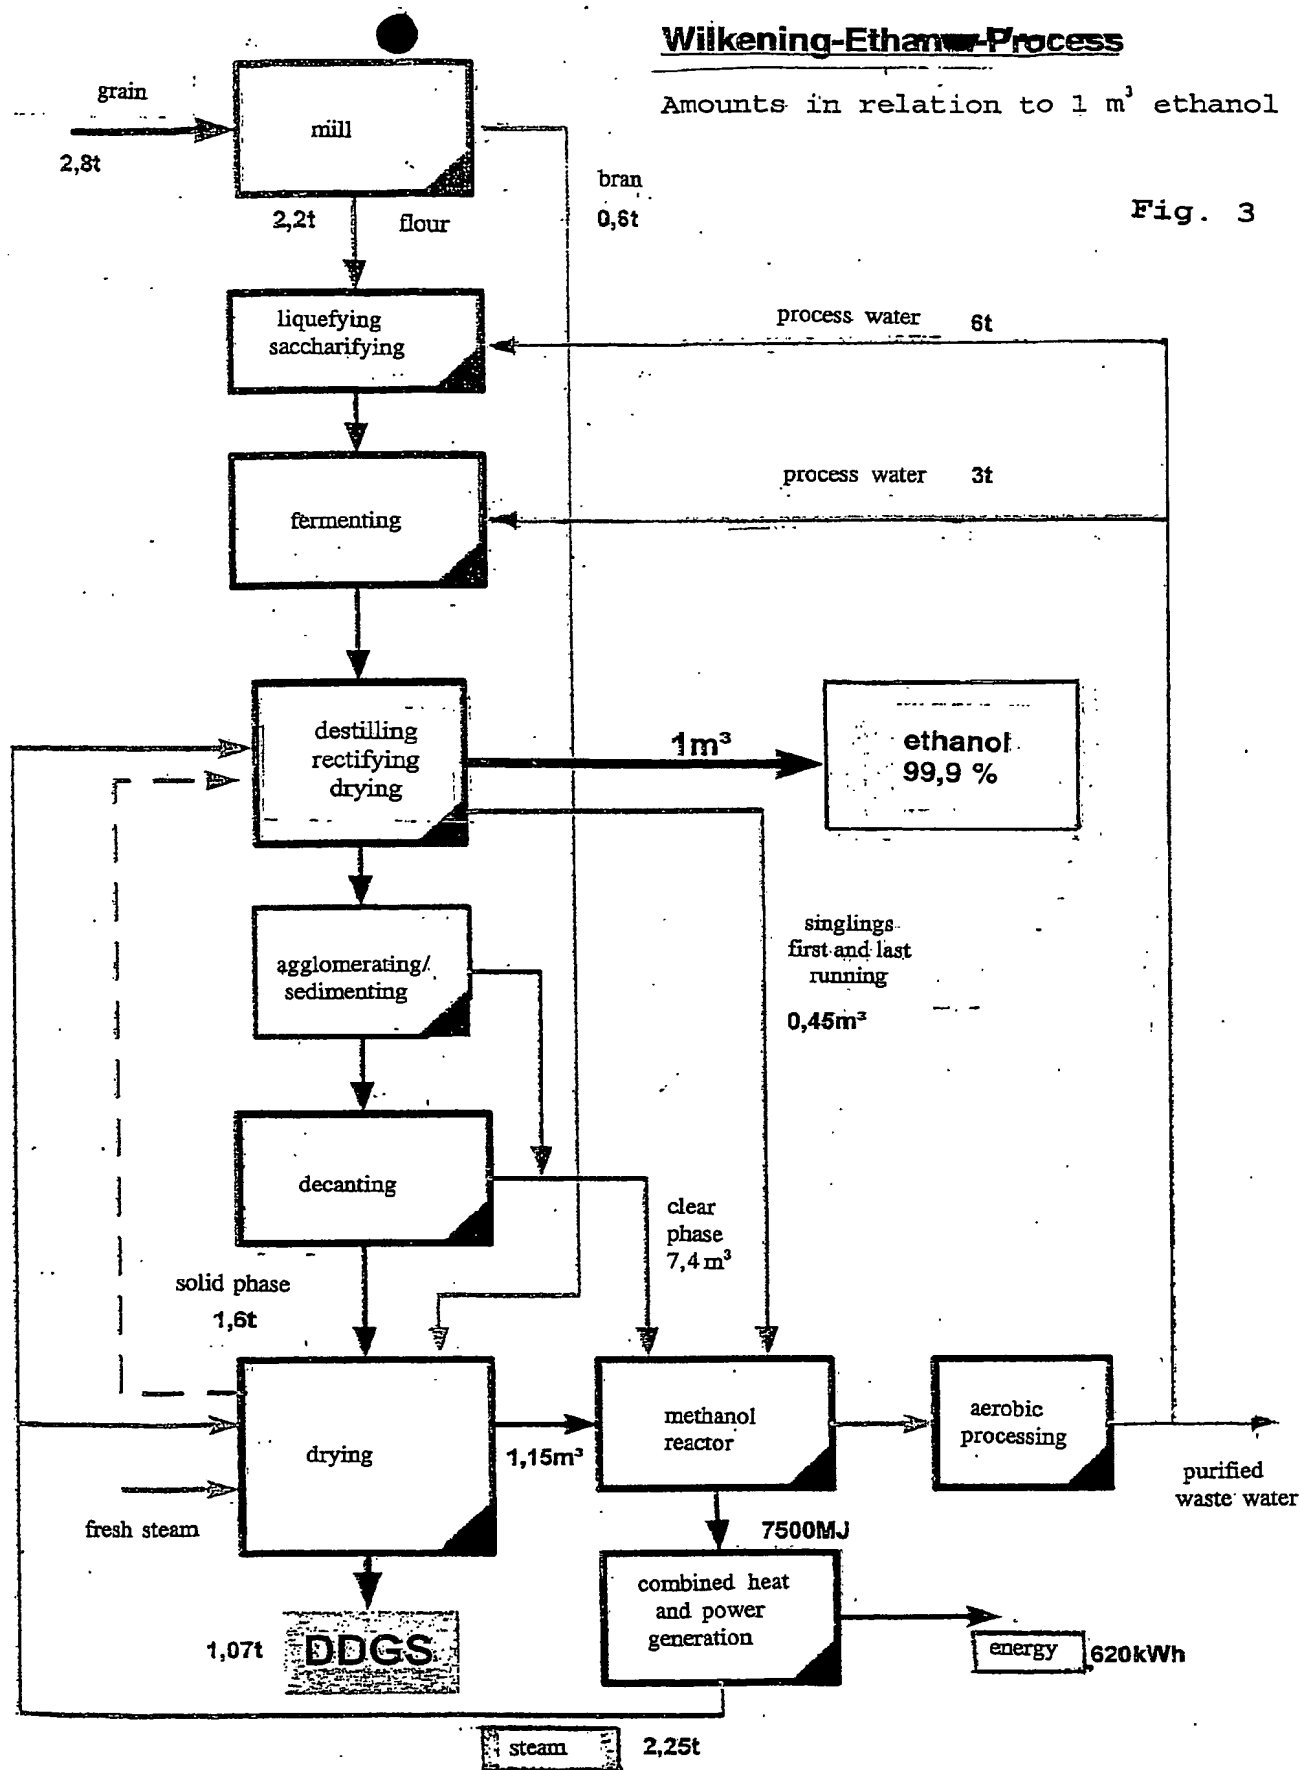 Wilkening-Ethanol-Process
Amounts in relation to 1 m³ ethanol
Fig. 3
grain
2,8t
mill
bran
0,6t
2,2t
flour
liquefying
saccharifying
process water 6t
fermenting
process water 3t
destilling
rectifying
drying
1m³
ethanol
99,9 %
agglomerating/
sedimenting
singlings
first and last
running
0,45m³
decanting
clear
phase
7,4 m³
solid phase
1,6t
drying
fresh steam
1,15m³
methanol
reactor
aerobic
processing
purified
waste water
7500MJ
combined heat
and power
generation
energy
620kWh
1,07t
DDGS
steam
2,25t